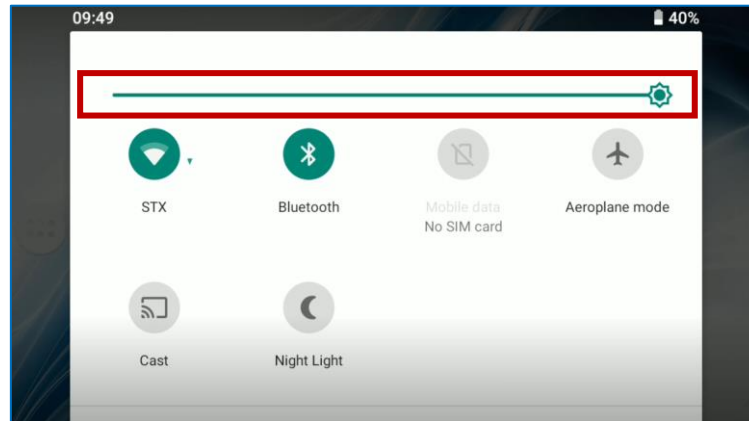 09:49 40%
STX Bluetooth Mobile data Aeroplane mode
No SIM card
Cast Night Light